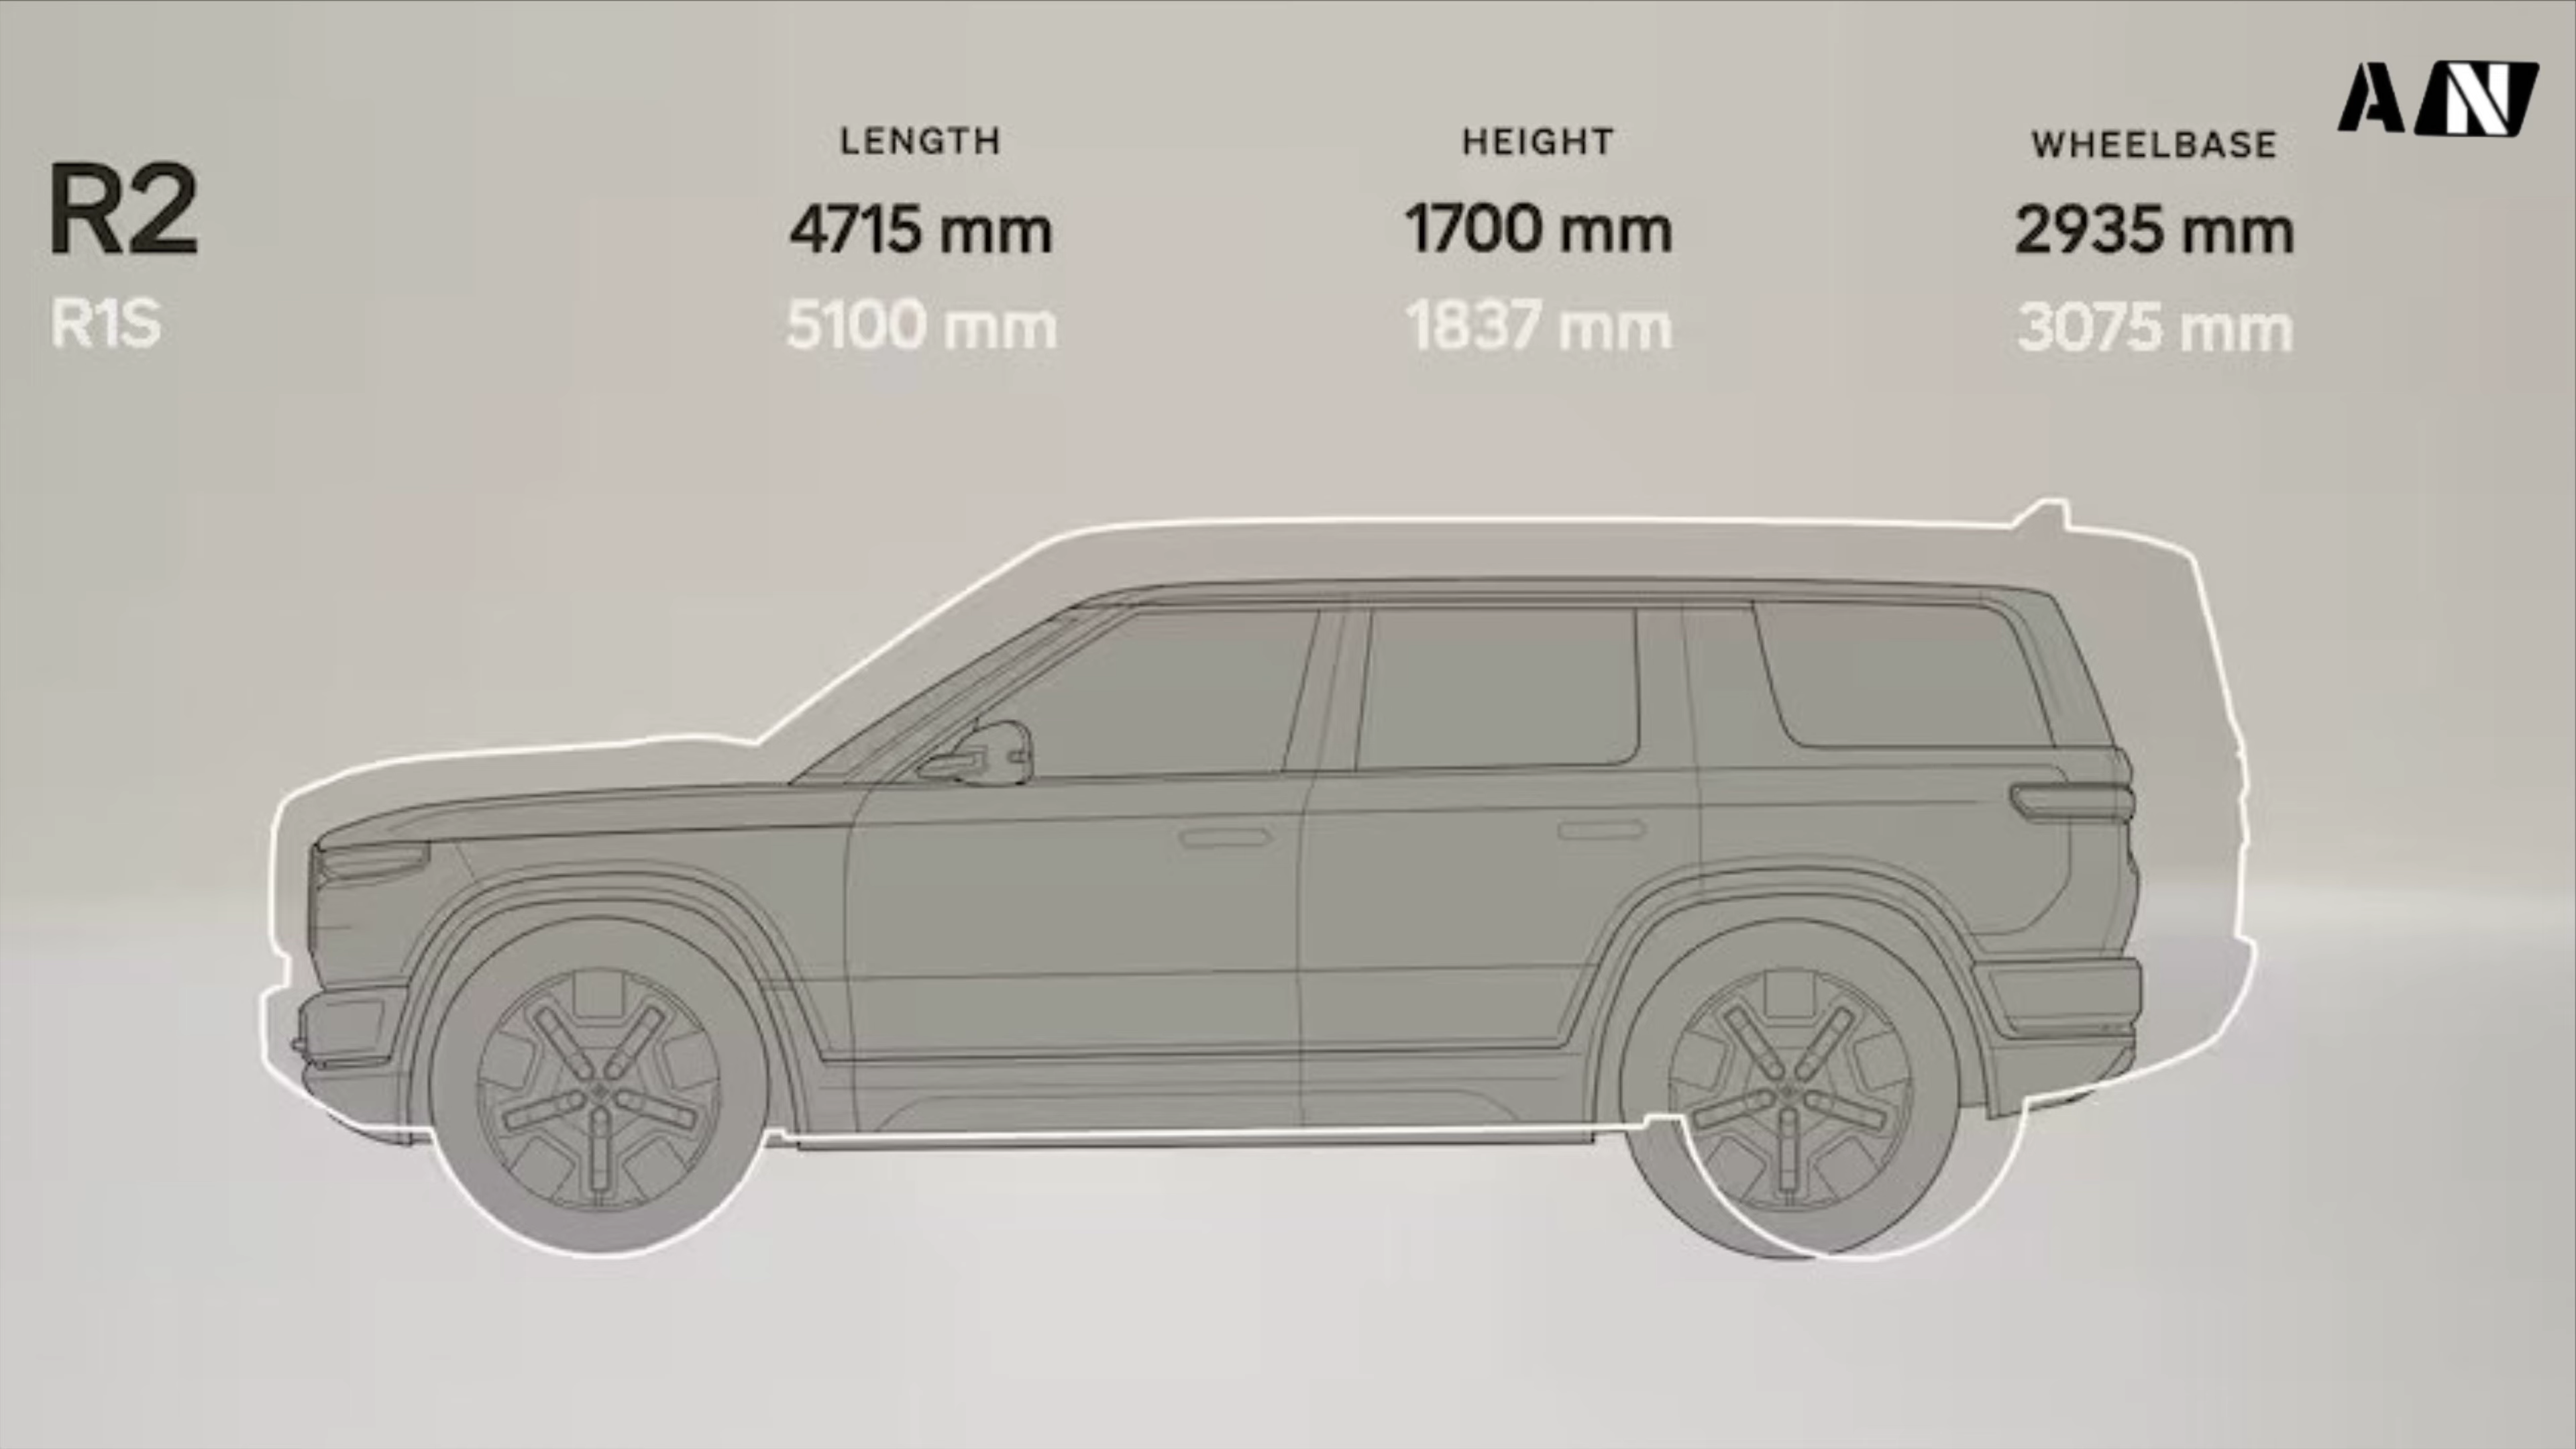 AN
R2
R1S
LENGTH
4715 mm
5100 mm
HEIGHT
1700 mm
1837 mm
WHEELBASE
2935 mm
3075 mm